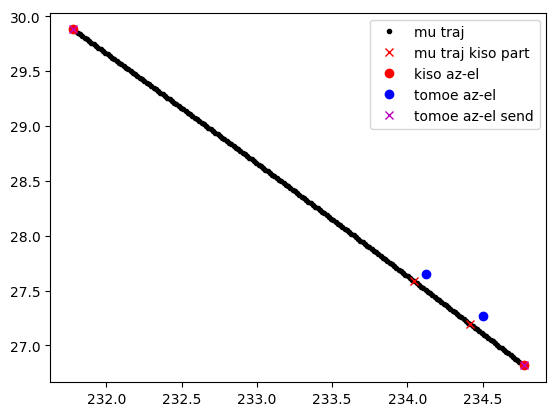 30.0
29.5
29.0
28.5
28.0
27.5
27.0
232.0 232.5 233.0 233.5 234.0 234.5
mu traj
mu traj kiso part
kiso az-el
tomoe az-el
tomoe az-el send